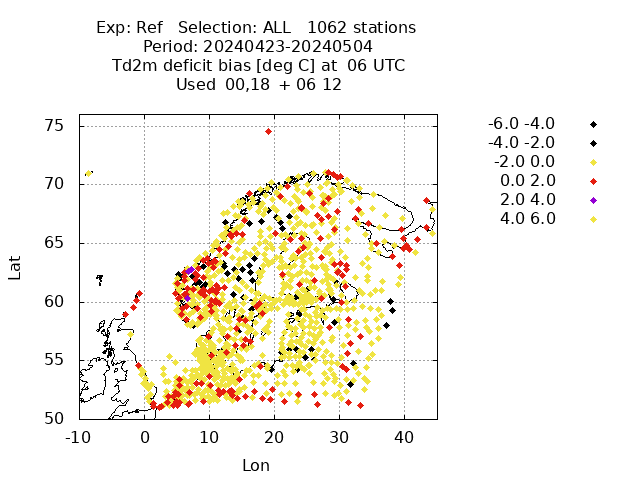 Exp: Ref   Selection: ALL   1062 stations
Period: 20240423-20240504
Td2m deficit bias [deg C] at  06 UTC
Used  00,18  + 06 12
-6.0 -4.0
-4.0 -2.0
-2.0 0.0
0.0 2.0
2.0 4.0
4.0 6.0
75
70
65
60
55
50
Lat
-10 0 10 20 30 40
Lon